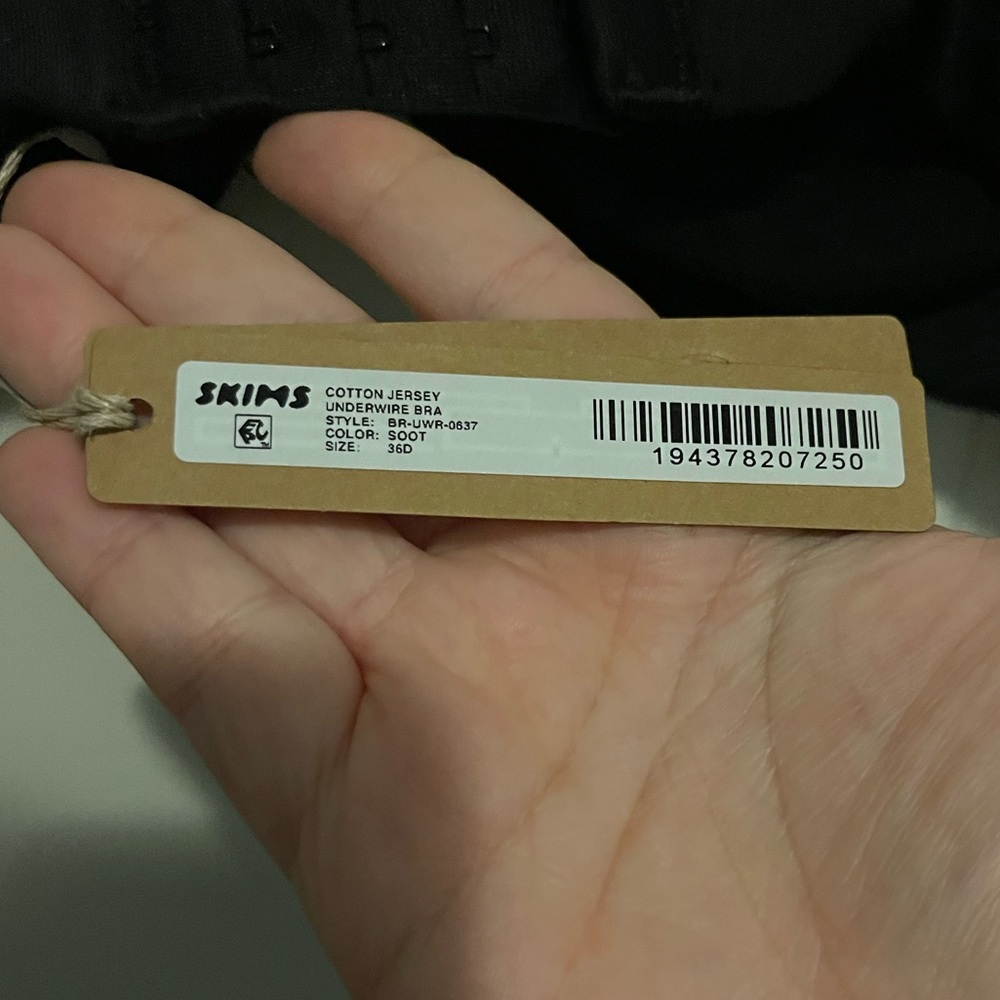 SKIMS
COTTON JERSEY
UNDERWIRE BRA
STYLE: BR-UWR-0637
COLOR: SOOT
SIZE: 36D
194378207250